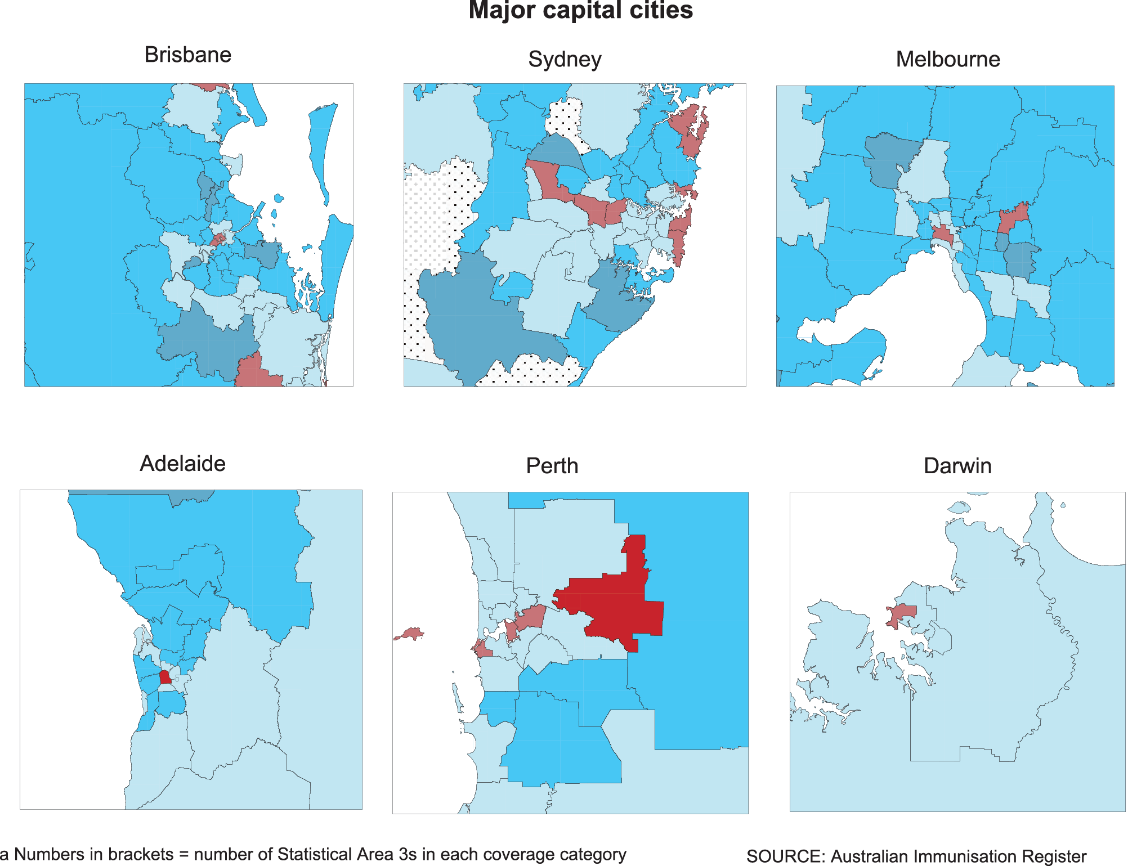 Major capital cities
Brisbane
Sydney
Melbourne
Adelaide
Perth
Darwin
a Numbers in brackets = number of Statistical Area 3s in each coverage category
SOURCE: Australian Immunisation Register